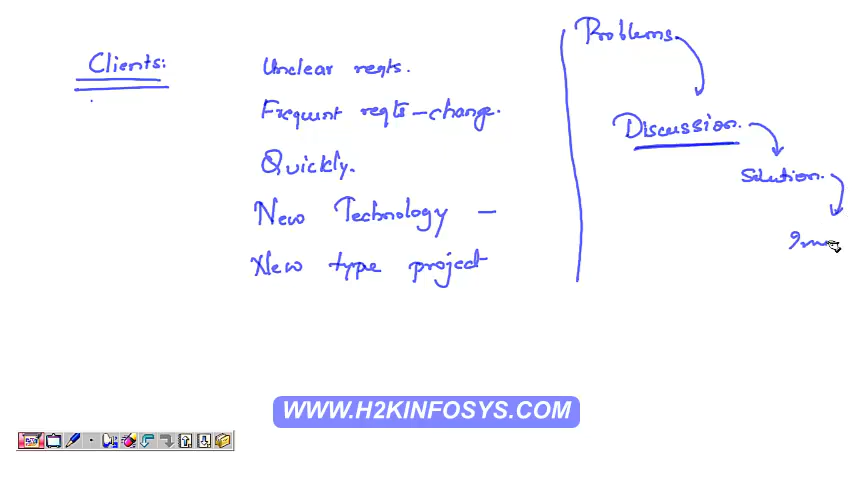 Clients:
Unclear reqts.
Frequent reqts - change.
Quickly.
New Technology -
New type project
Problems
Discussion.
Solution.
WWW.H2KINFOSYS.COM